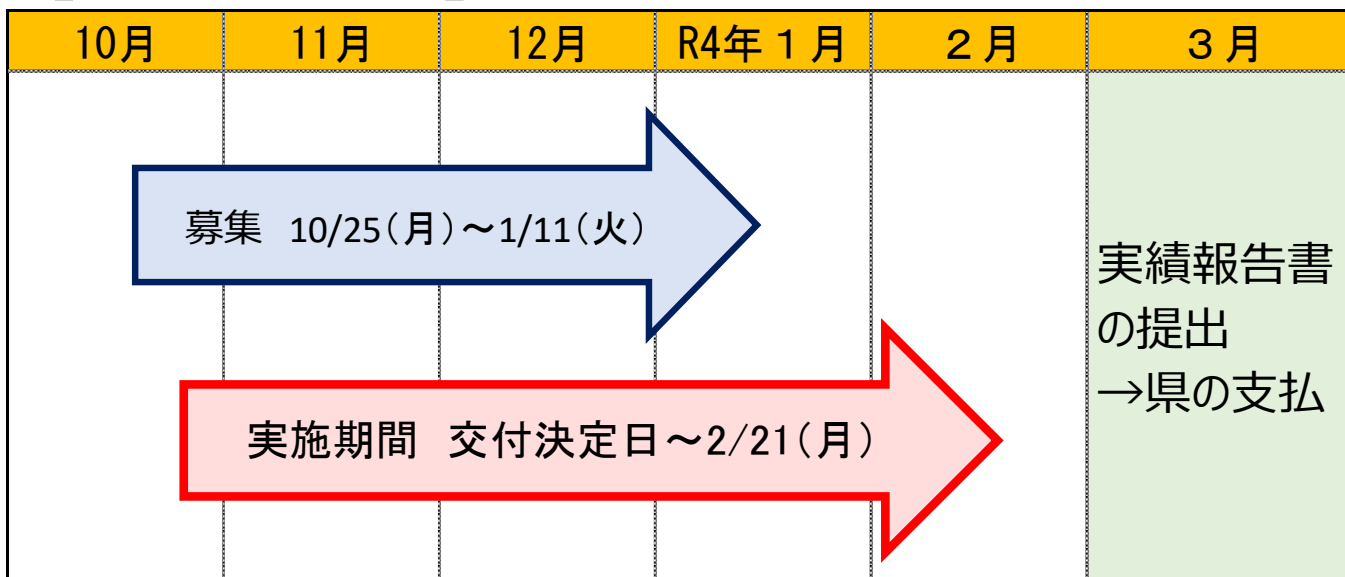 10月 11月 12月 R4年１月 ２月 ３月
募集 10/25(月)～1/11(火)
実施期間 交付決定日～2/21(月)
実績報告書
の提出
→県の支払